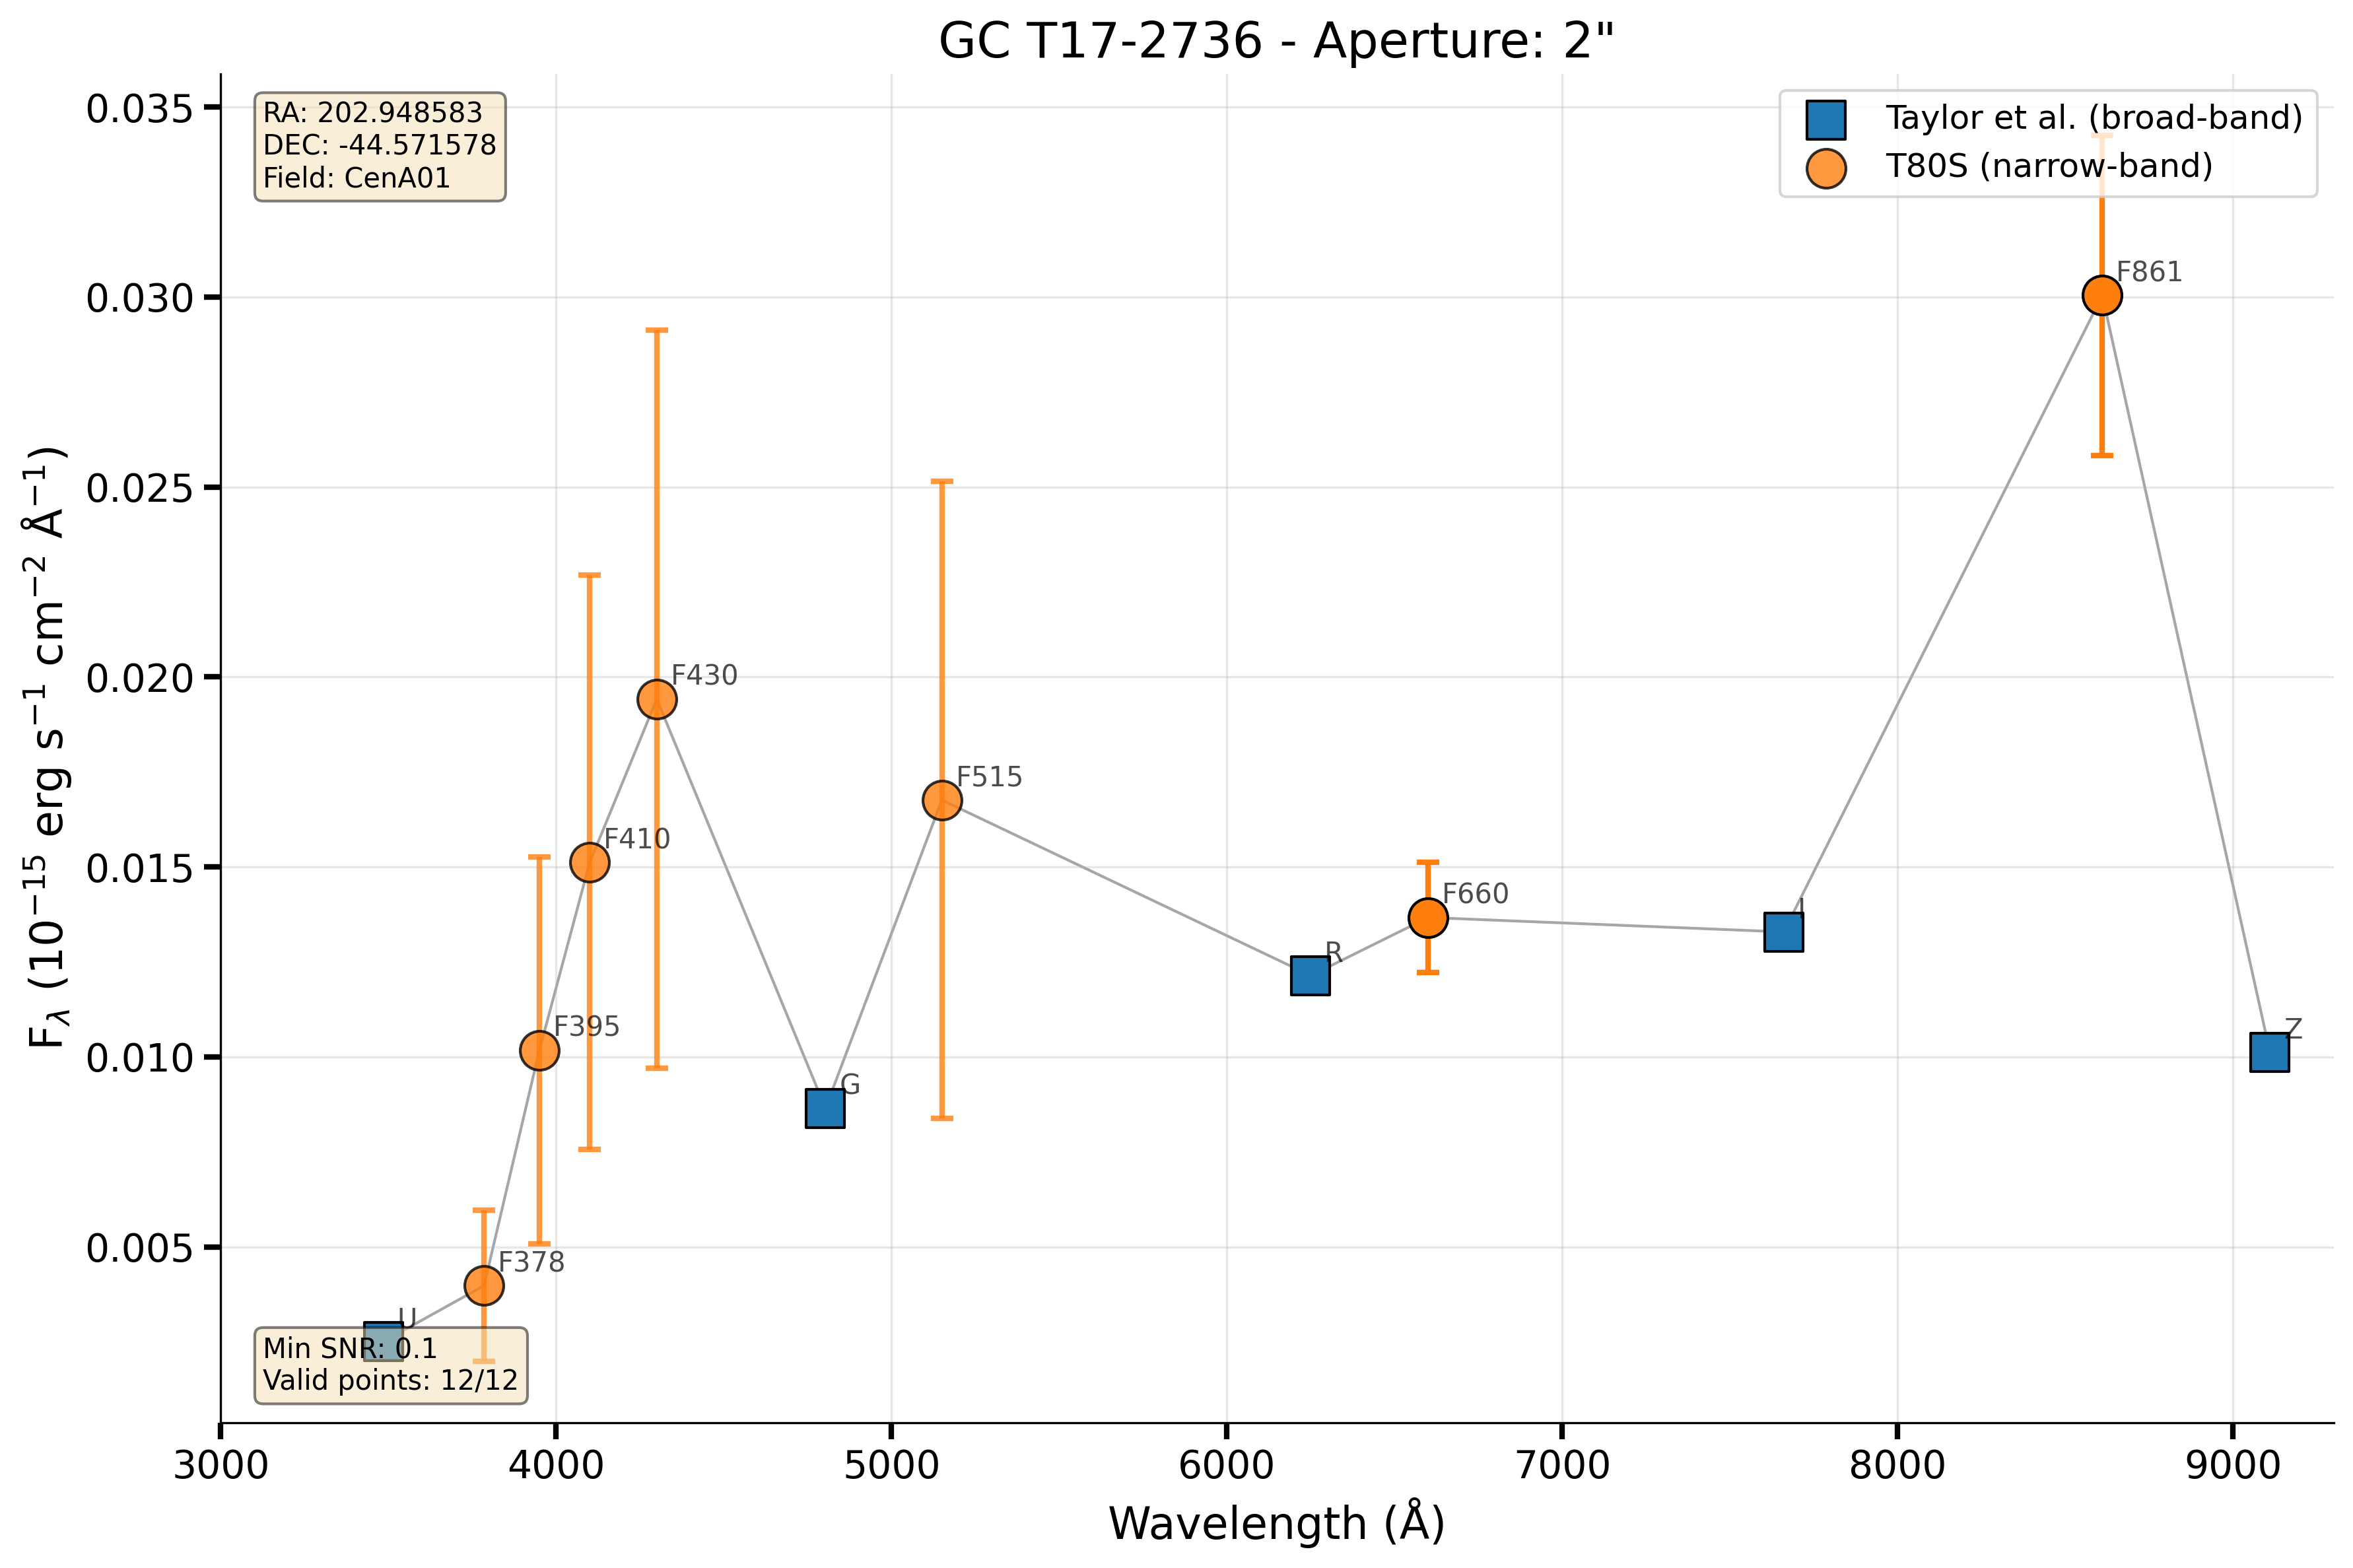 GC T17-2736 - Aperture: 2"
RA: 202.948583
DEC: -44.571578
Field: CenA01
Taylor et al. (broad-band)
T80S (narrow-band)
0.035
0.030
0.025
0.020
0.015
0.010
0.005
F_λ (10⁻¹⁵ erg s⁻¹ cm⁻² Å⁻¹)
F861
F430
F515
F410
F660
I
R
F395
G
Z
F378
U
Min SNR: 0.1
Valid points: 12/12
3000
4000
5000
6000
7000
8000
9000
Wavelength (Å)